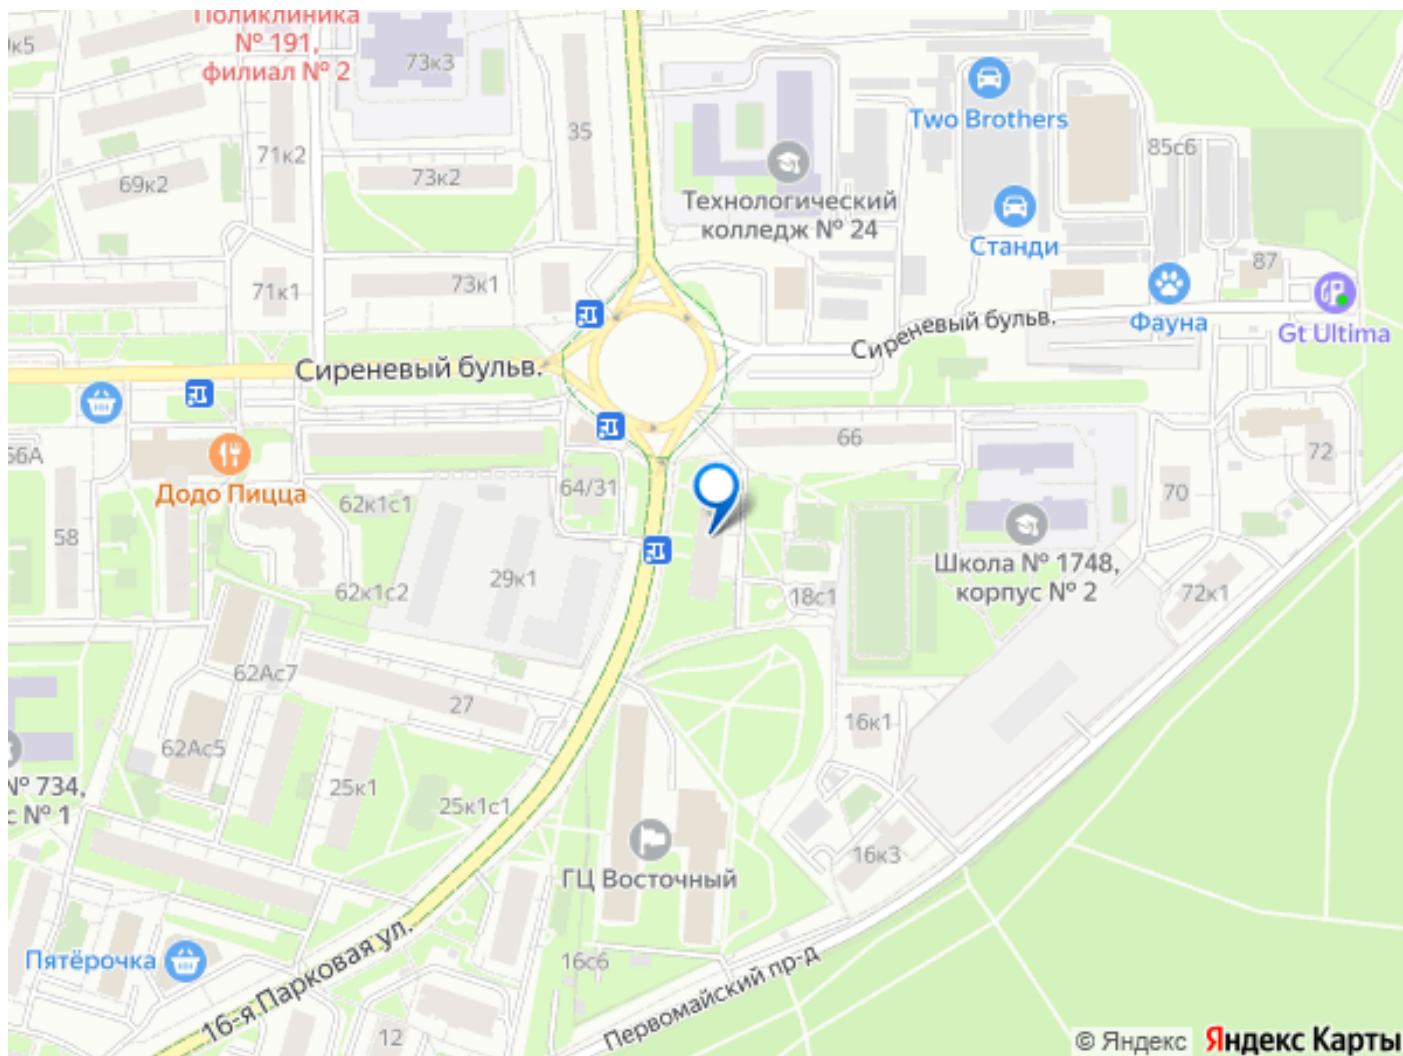 Поликлиника
№ 191,
филиал № 2
к5
73к3
35
71к2
73к2
69к2
Two Brothers
85с6
Технологический
колледж № 24
Станди
87
73к1
71к1
Фауна
Gt Ultima
Сиреневый бульв.
Сиреневый бульв.
66
72
66А
Додо Пицца
62к1с1
64/31
70
58
Школа № 1748,
корпус № 2
29к1
62к1с2
18с1
72к1
62Ас7
27
16к1
62Ас5
№ 734,
с № 1
25к1
25к1с1
16к3
ГЦ Восточный
Пятёрочка
16-я Парковая ул.
16с6
Первомайский пр-д
12
© Яндекс Яндекс Карты